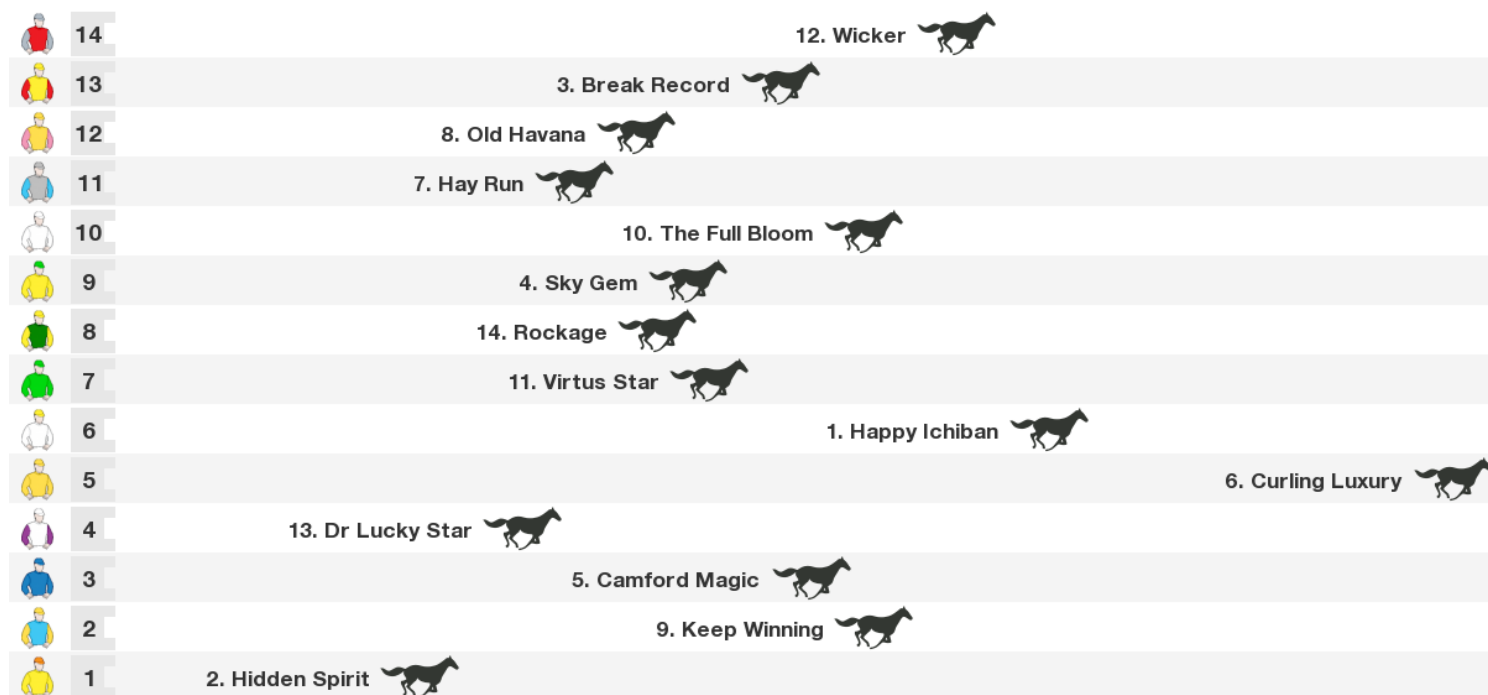 14 12. Wicker
13 3. Break Record
12 8. Old Havana
11 7. Hay Run
10 10. The Full Bloom
9 4. Sky Gem
8 14. Rockage
7 11. Virtus Star
6 1. Happy Ichiban
5 6. Curling Luxury
4 13. Dr Lucky Star
3 5. Camford Magic
2 9. Keep Winning
1 2. Hidden Spirit